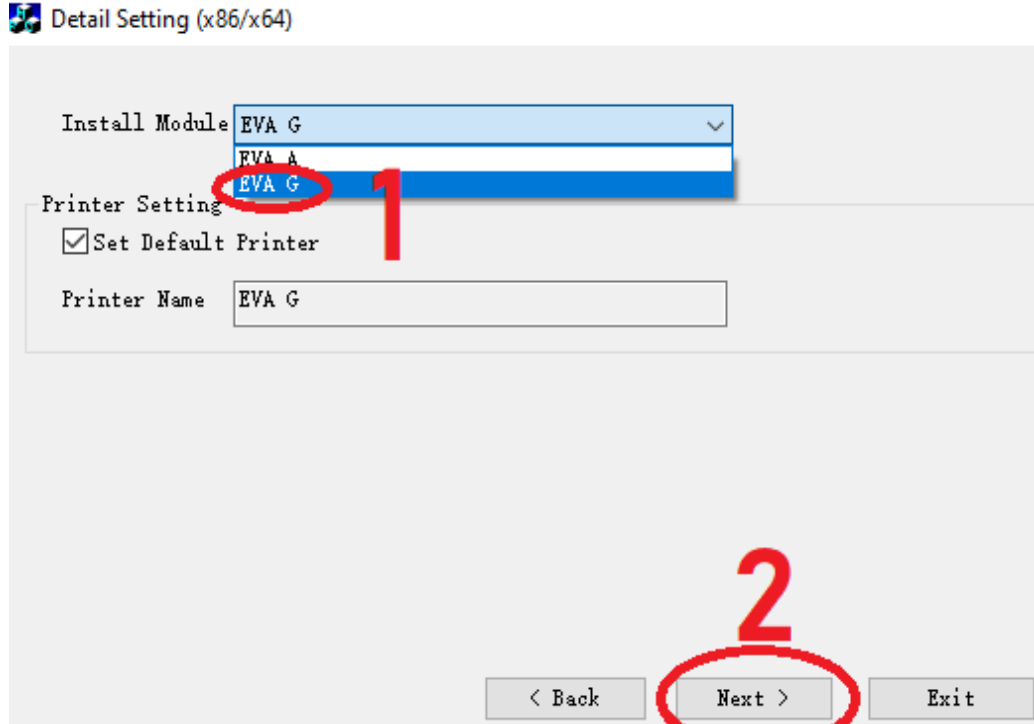 Detail Setting (x86/x64)
Install Module EVA G
EVA A
EVA G
1
Printer Setting
Set Default Printer
Printer Name EVA G
2
< Back Next > Exit